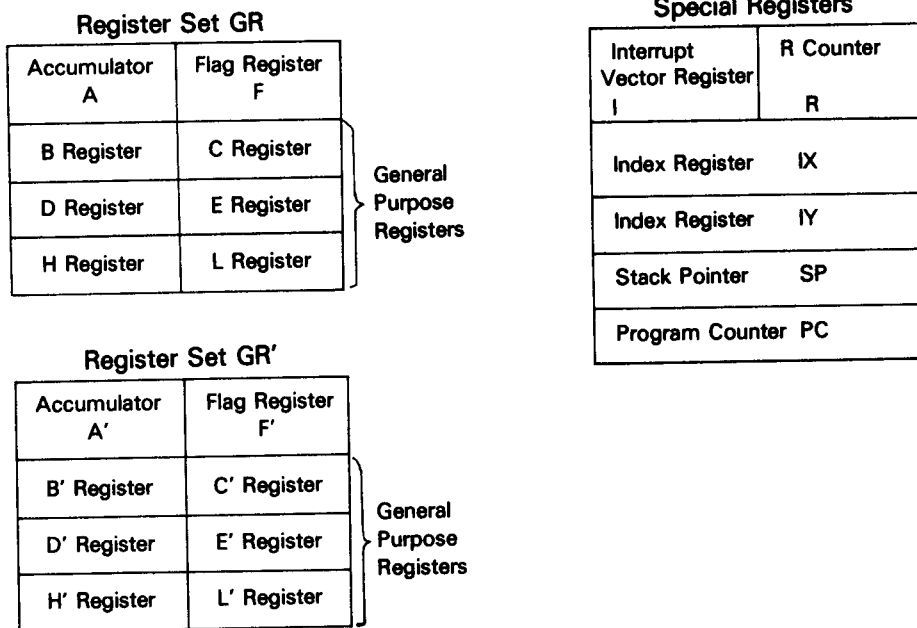 Register Set GR
Accumulator
A
Flag Register
F
B Register
C Register
D Register
E Register
H Register
L Register
General
Purpose
Registers
Special Registers
Interrupt
Vector Register
I
R Counter
R
Index Register IX
Index Register IY
Stack Pointer SP
Program Counter PC
Register Set GR'
Accumulator
A'
Flag Register
F'
B' Register
C' Register
D' Register
E' Register
H' Register
L' Register
General
Purpose
Registers